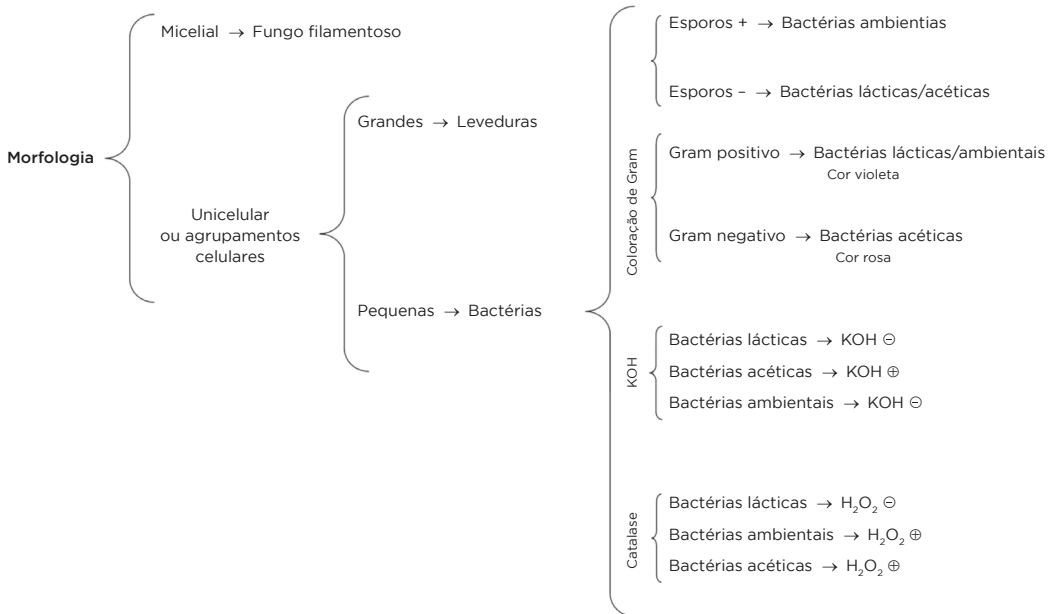 Morfologia
Micelial → Fungo filamentoso
Unicelular
ou agrupamentos
celulares
Grandes → Leveduras
Pequenas → Bactérias
Esporos + → Bactérias ambientias
Esporos – → Bactérias lácticas/acéticas
Coloração de Gram
Gram positivo → Bactérias lácticas/ambientais
Cor violeta
Gram negativo → Bactérias acéticas
Cor rosa
KOH
Bactérias lácticas → KOH ⊖
Bactérias acéticas → KOH ⊕
Bactérias ambientais → KOH ⊖
Catalase
Bactérias lácticas → H₂O₂ ⊖
Bactérias ambientais → H₂O₂ ⊕
Bactérias acéticas → H₂O₂ ⊕